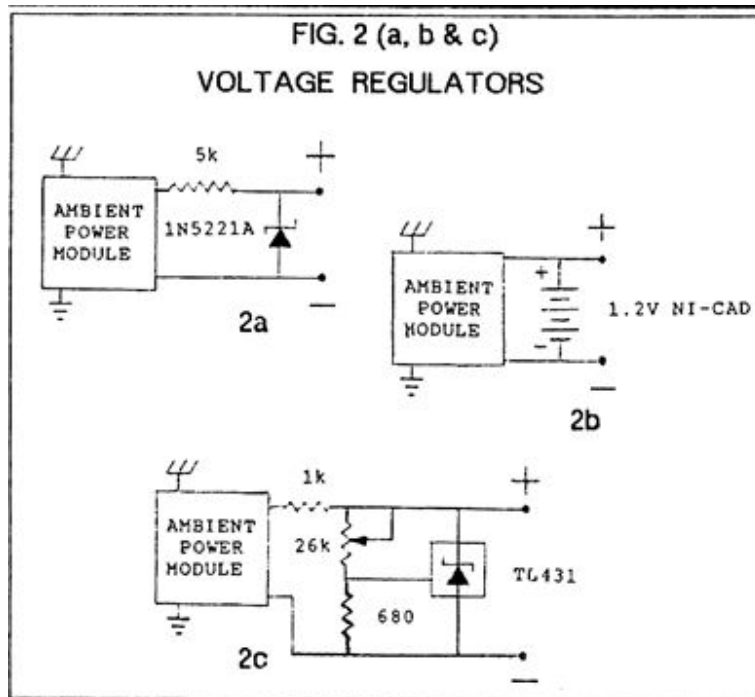 FIG. 2 (a, b & c)
VOLTAGE REGULATORS
5k
+
AMBIENT
POWER
MODULE
1N5221A
−
2a
AMBIENT
POWER
MODULE
+
+
−
1.2V NI-CAD
−
2b
1k
+
AMBIENT
POWER
MODULE
26k
TL431
680
−
2c